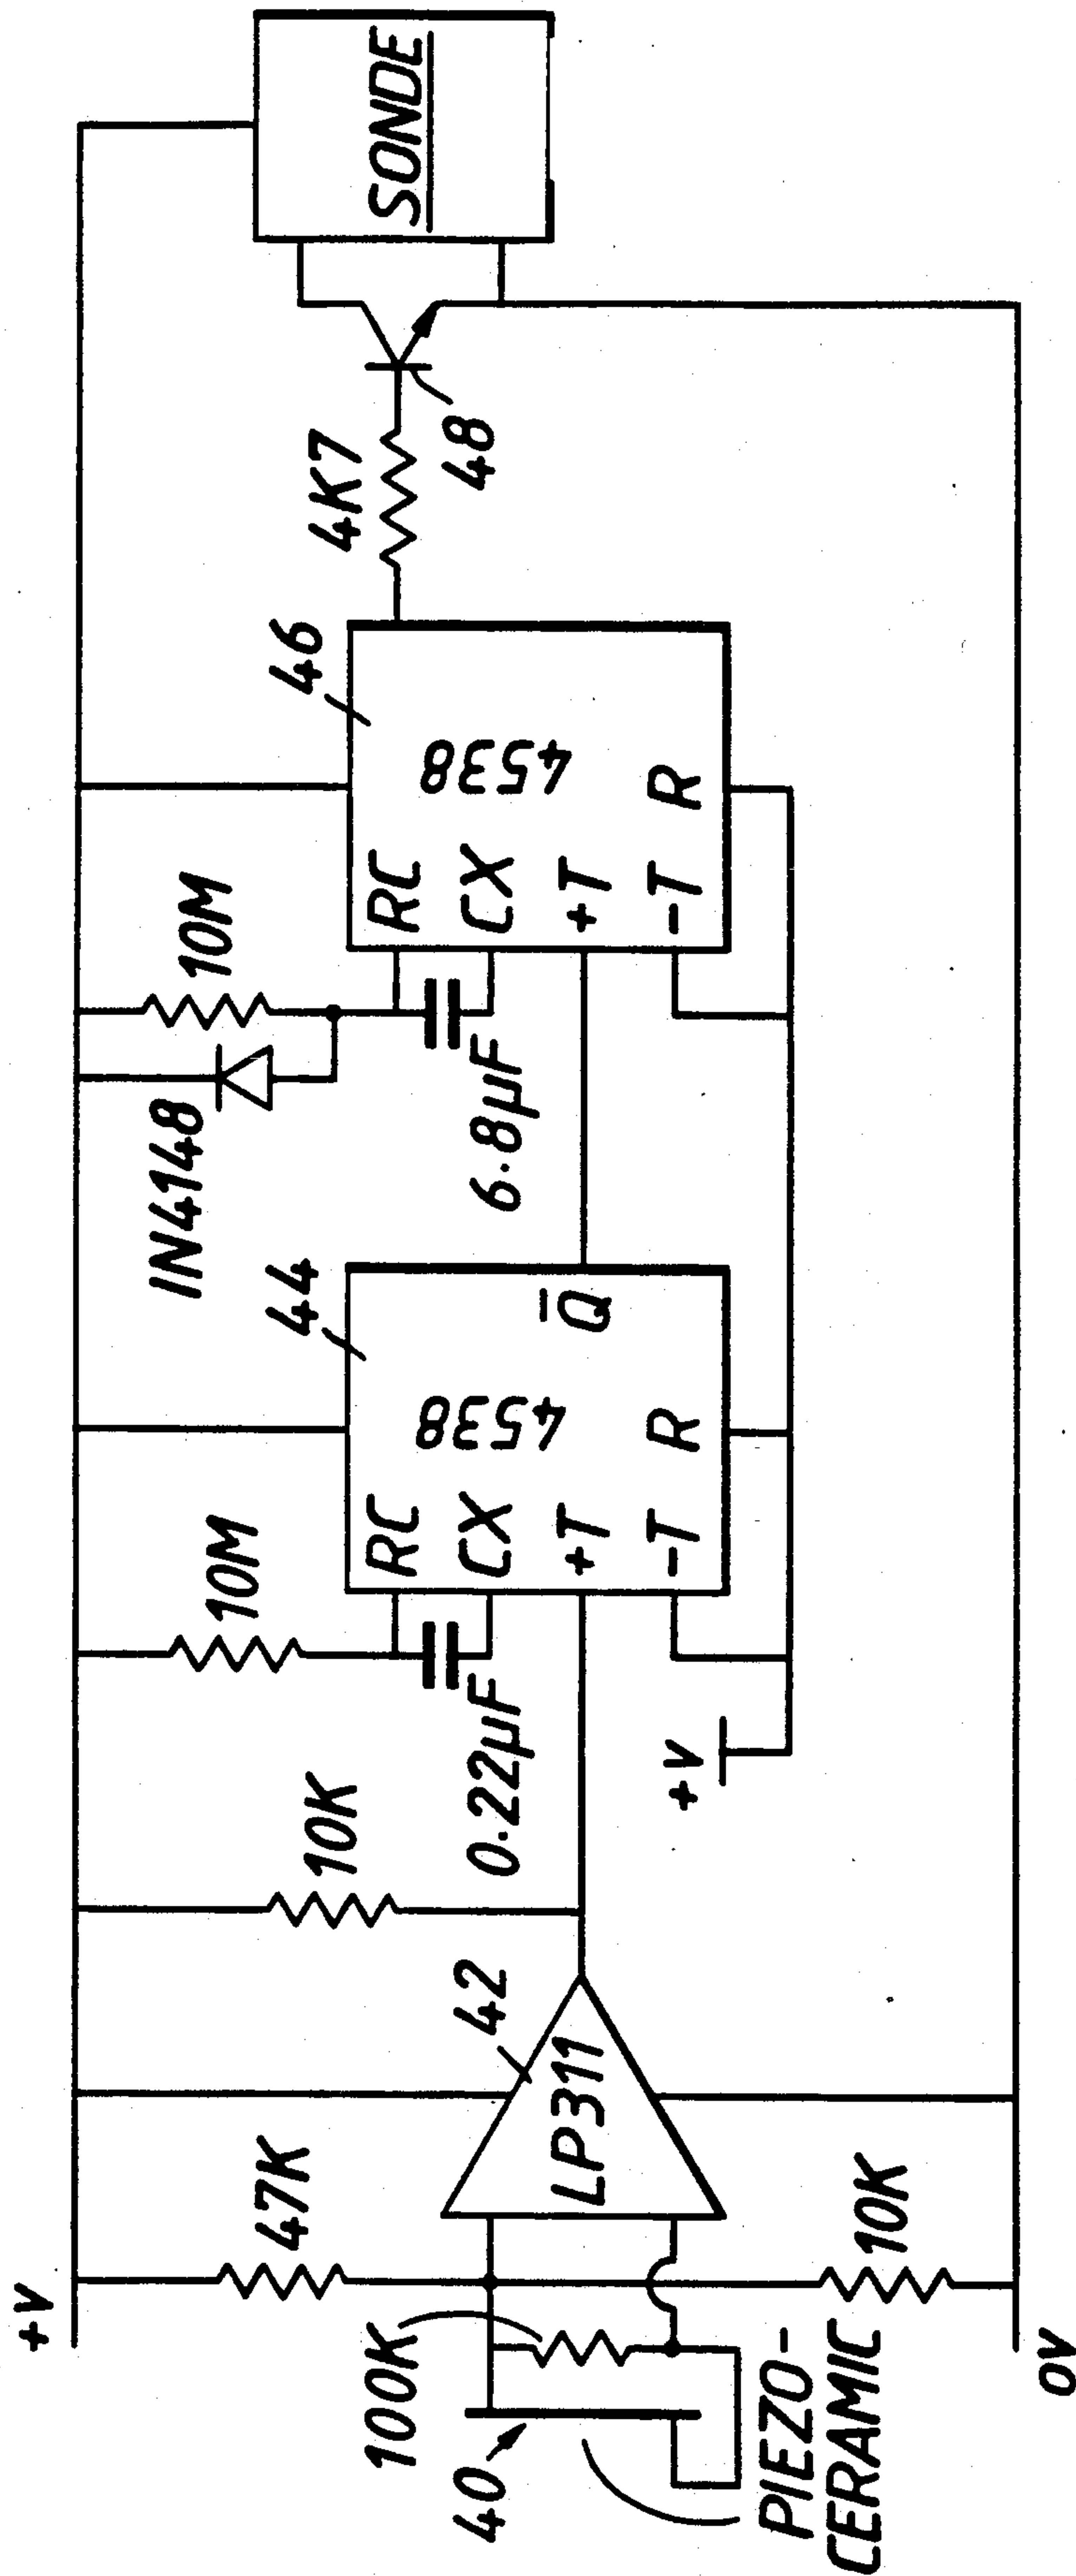 +V
47K
10K
10M
IN4148
10M
100K
40
PIEZO-
CERAMIC
42
LP311
10K
0V
0.22µF
+V
44
RC
CX
+T
-T
R
4538
Q̅
6.8µF
46
RC
CX
+T
-T
R
4538
4K7
48
SONDE